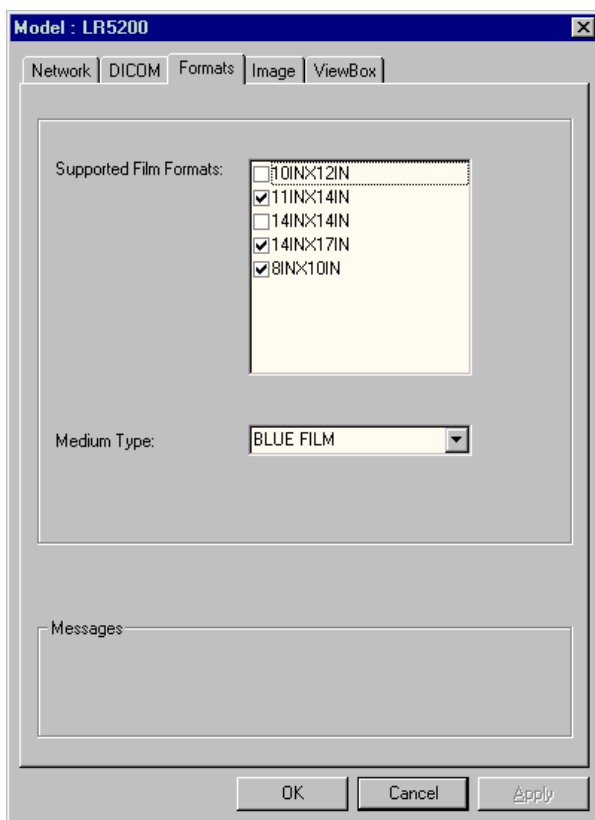 Model : LR5200
Network DICOM Formats Image ViewBox
Supported Film Formats:
10INX12IN
11INX14IN
14INX14IN
14INX17IN
8INX10IN
Medium Type: BLUE FILM
Messages
OK Cancel Apply